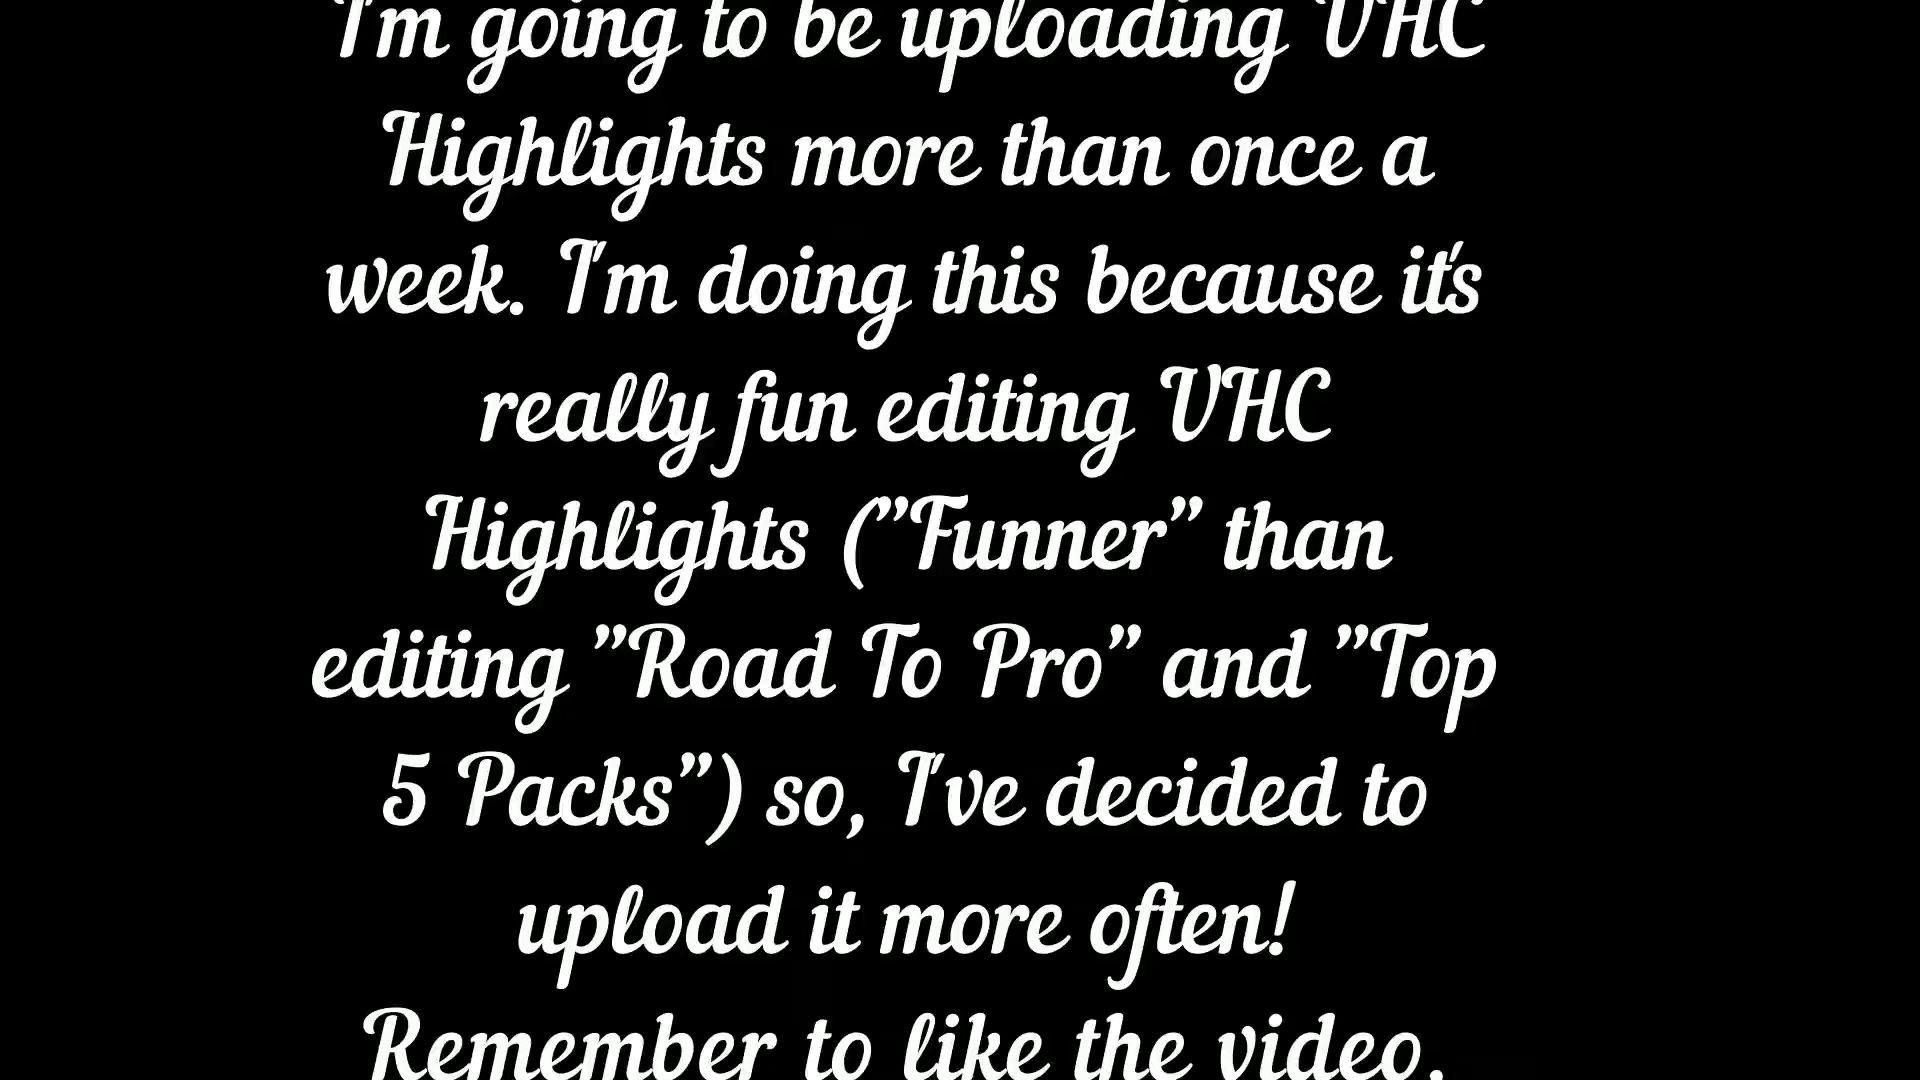 I'm going to be uploading VHC
Highlights more than once a
week. I'm doing this because it's
really fun editing VHC
Highlights ("Funner" than
editing "Road To Pro" and "Top
5 Packs") so, I've decided to
upload it more often!
Remember to like the video,